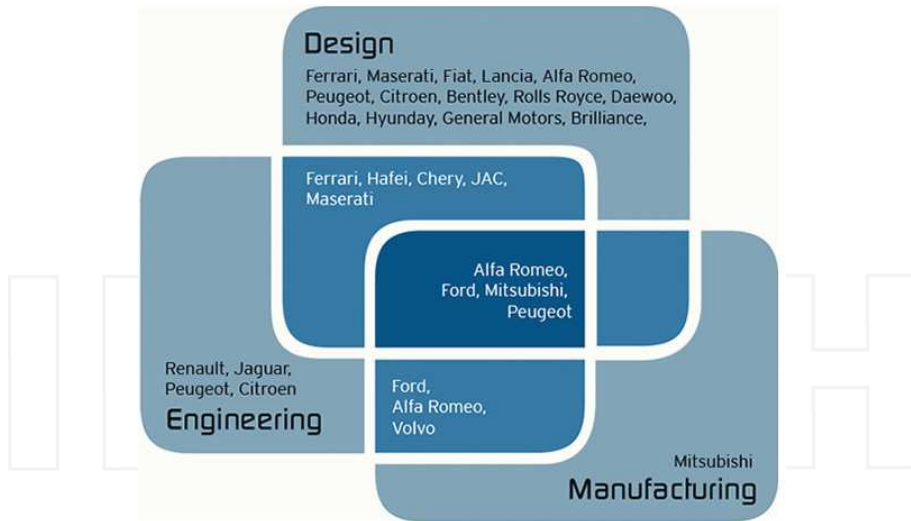 Design
Ferrari, Maserati, Fiat, Lancia, Alfa Romeo,
Peugeot, Citroen, Bentley, Rolls Royce, Daewoo,
Honda, Hyunday, General Motors, Brilliance,
Ferrari, Hafei, Chery, JAC,
Maserati
Alfa Romeo,
Ford, Mitsubishi,
Peugeot
Renault, Jaguar,
Peugeot, Citroen
Engineering
Ford,
Alfa Romeo,
Volvo
Mitsubishi
Manufacturing